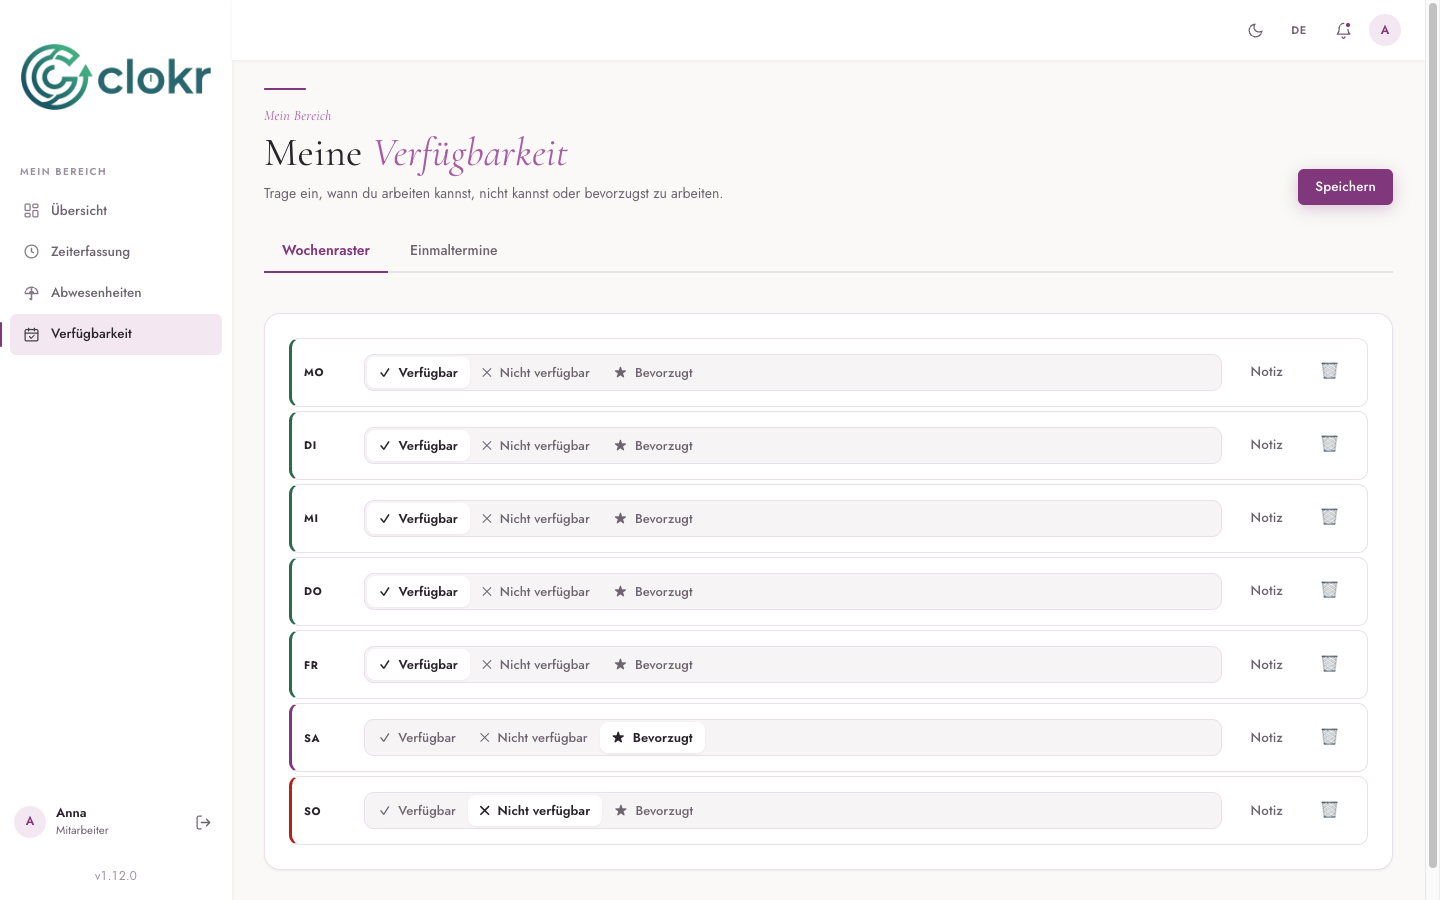 clokr
MEIN BEREICH
Übersicht
Zeiterfassung
Abwesenheiten
Verfügbarkeit
A
Anna
Mitarbeiter
v1.12.0
DE
A
Mein Bereich
Meine Verfügbarkeit
Trage ein, wann du arbeiten kannst, nicht kannst oder bevorzugst zu arbeiten.
Speichern
Wochenraster Einmaltermine
MO Verfügbar Nicht verfügbar Bevorzugt Notiz
DI Verfügbar Nicht verfügbar Bevorzugt Notiz
MI Verfügbar Nicht verfügbar Bevorzugt Notiz
DO Verfügbar Nicht verfügbar Bevorzugt Notiz
FR Verfügbar Nicht verfügbar Bevorzugt Notiz
SA Verfügbar Nicht verfügbar Bevorzugt Notiz
SO Verfügbar Nicht verfügbar Bevorzugt Notiz